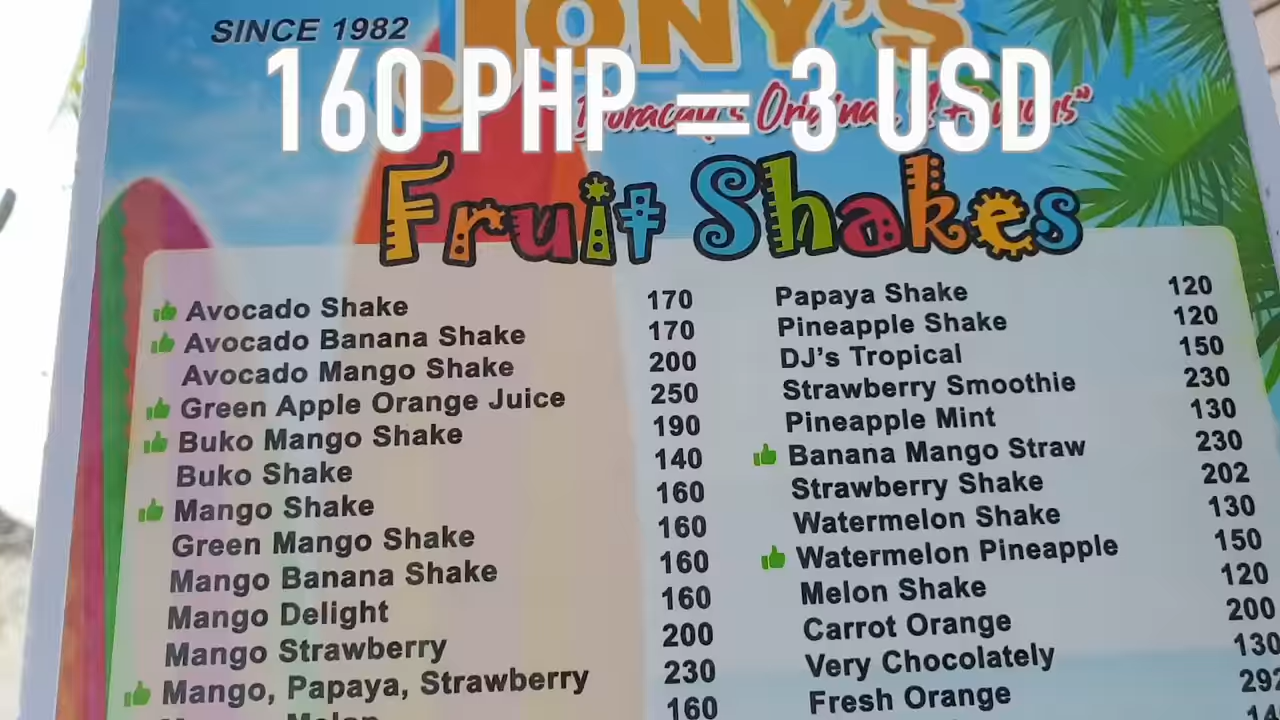 SINCE 1982
JONY'S
160 PHP = 3 USD
Fruit Shakes
Avocado Shake 170
Avocado Banana Shake 170
Avocado Mango Shake 200
Green Apple Orange Juice 250
Buko Mango Shake 190
Buko Shake 140
Mango Shake 160
Green Mango Shake 160
Mango Banana Shake 160
Mango Delight 160
Mango Strawberry 200
Mango, Papaya, Strawberry 230
160
Papaya Shake 120
Pineapple Shake 120
DJ's Tropical 150
Strawberry Smoothie 230
Pineapple Mint 130
Banana Mango Straw 230
Strawberry Shake 202
Watermelon Shake 130
Watermelon Pineapple 150
Melon Shake 120
Carrot Orange 200
Very Chocolately 130
Fresh Orange 292